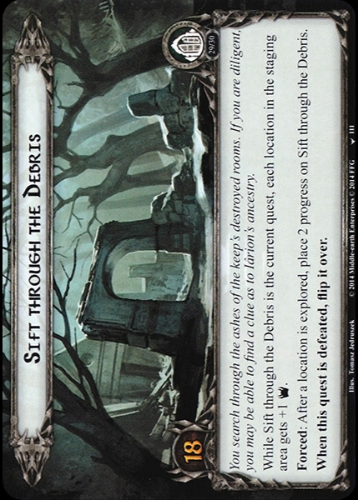 SIFT THROUGH THE DEBRIS
29/30
18
You search through the ashes of the keep's destroyed rooms. If you are diligent,
you may be able to find a clue as to Iârion's ancestry.
While Sift through the Debris is the current quest, each location in the staging
area gets +1
Forced: After a location is explored, place 2 progress on Sift through the Debris.
When this quest is defeated, flip it over.
Illus. Tomasz Jedruszek
© 2014 Middle-earth Enterprises © 2014 FFG
111